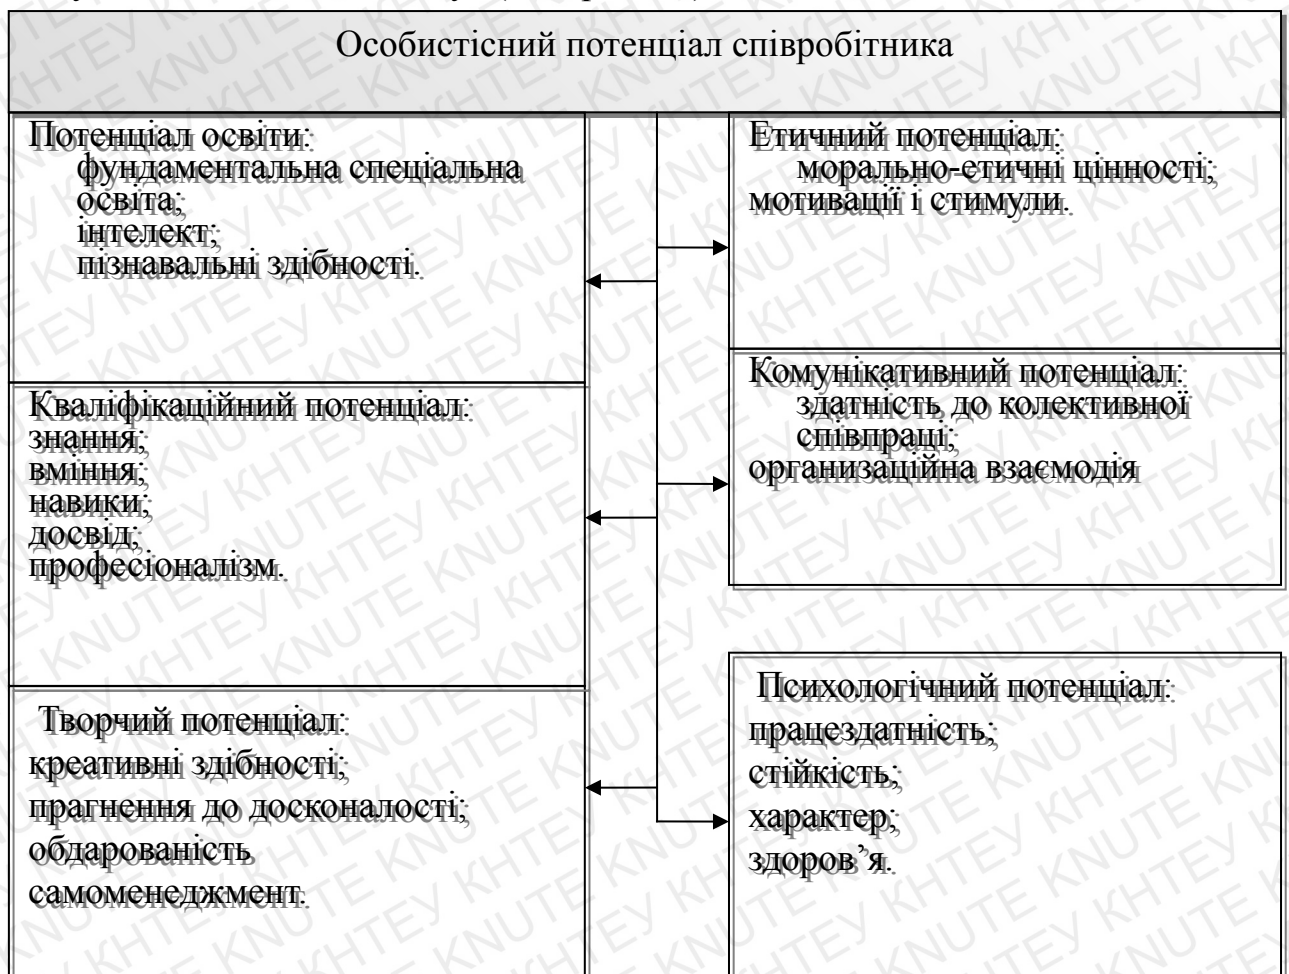 Особистісний потенціал співробітника
Потенціал освіти:
фундаментальна спеціальна
освіта;
інтелект;
пізнавальні здібності.
Кваліфікаційний потенціал:
знання;
вміння;
навики;
досвід;
професіоналізм.
Творчий потенціал:
креативні здібності;
прагнення до досконалості;
обдарованість
самоменеджмент.
Етичний потенціал:
морально-етичні цінності;
мотивації і стимули.
Комунікативний потенціал:
здатність до колективної
співпраці;
организаційна взаємодія
Психологічний потенціал:
працездатність;
стійкість;
характер;
здоров’я.